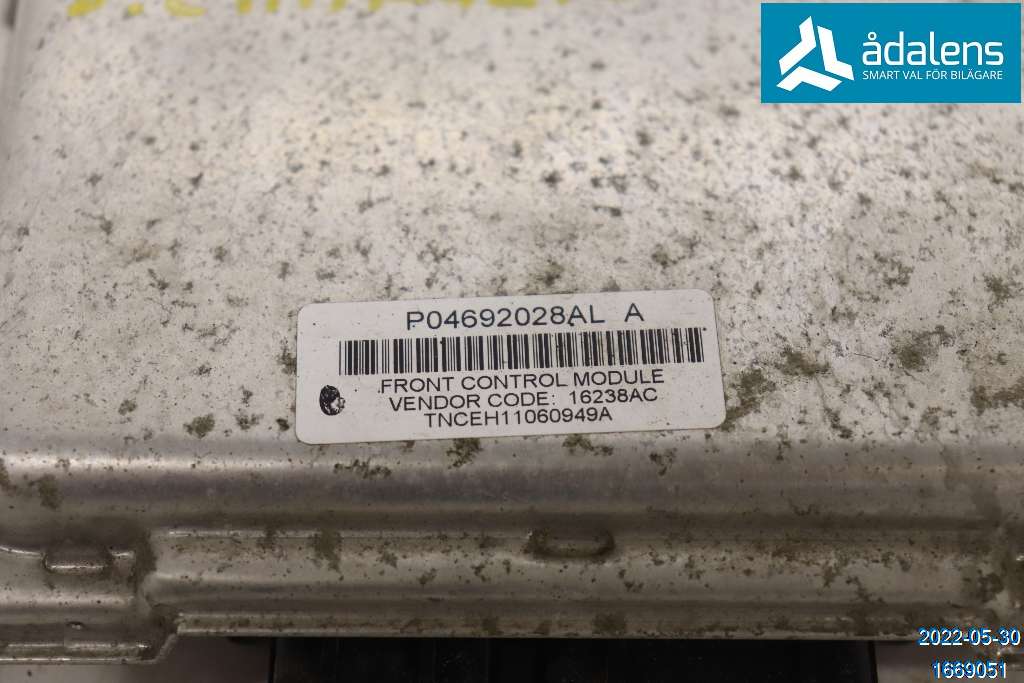 ådalens
SMART VAL FÖR BILÄGARE
P04692028AL A
FRONT CONTROL MODULE
VENDOR CODE: 16238AC
TNCEH11060949A
2022-05-30
1669051